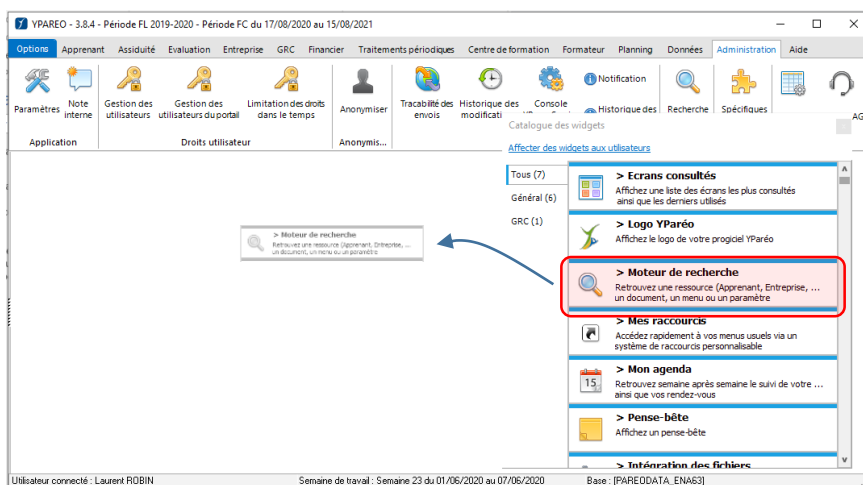 YPAREO - 3.8.4 - Période FL 2019-2020 - Période FC du 17/08/2020 au 15/08/2021
Options Apprenant Assiduité Evaluation Entreprise GRC Financier Traitements périodiques Centre de formation Formateur Planning Données Administration Aide
Paramètres
Note
interne
Gestion des
utilisateurs
Gestion des
utilisateurs du portail
Limitation des droits
dans le temps
Anonymiser
Tracabilité des
envois
Historique des
modificati
Console
Notification
Historique des
Recherche
Spécifiques
AG
Application
Droits utilisateur
Anonymis...
Catalogue des widgets
Affecter des widgets aux utilisateurs
Tous (7)
Général (6)
GRC (1)
> Ecrans consultés
Affichez une liste des écrans les plus consultés
ainsi que les derniers utilisés
> Logo YParéo
Affichez le logo de votre progiciel YParéo
> Moteur de recherche
Retrouvez une ressource (Apprenant, Entreprise, ...
un document, un menu ou un paramètre
> Moteur de recherche
Retrouvez une ressource (Apprenant, Entreprise, ...
un document, un menu ou un paramètre
> Mes raccourcis
Accédez rapidement à vos menus usuels via un
système de raccourcis personnalisable
> Mon agenda
15
Retrouvez semaine après semaine le suivi de votre ...
ainsi que vos rendez-vous
> Pense-bête
Affichez un pense-bête
> Intégration des fichiers
Utilisateur connecté : Laurent ROBIN
Semaine de travail : Semaine 23 du 01/06/2020 au 07/06/2020
Base : [PAREODATA_ENA63]